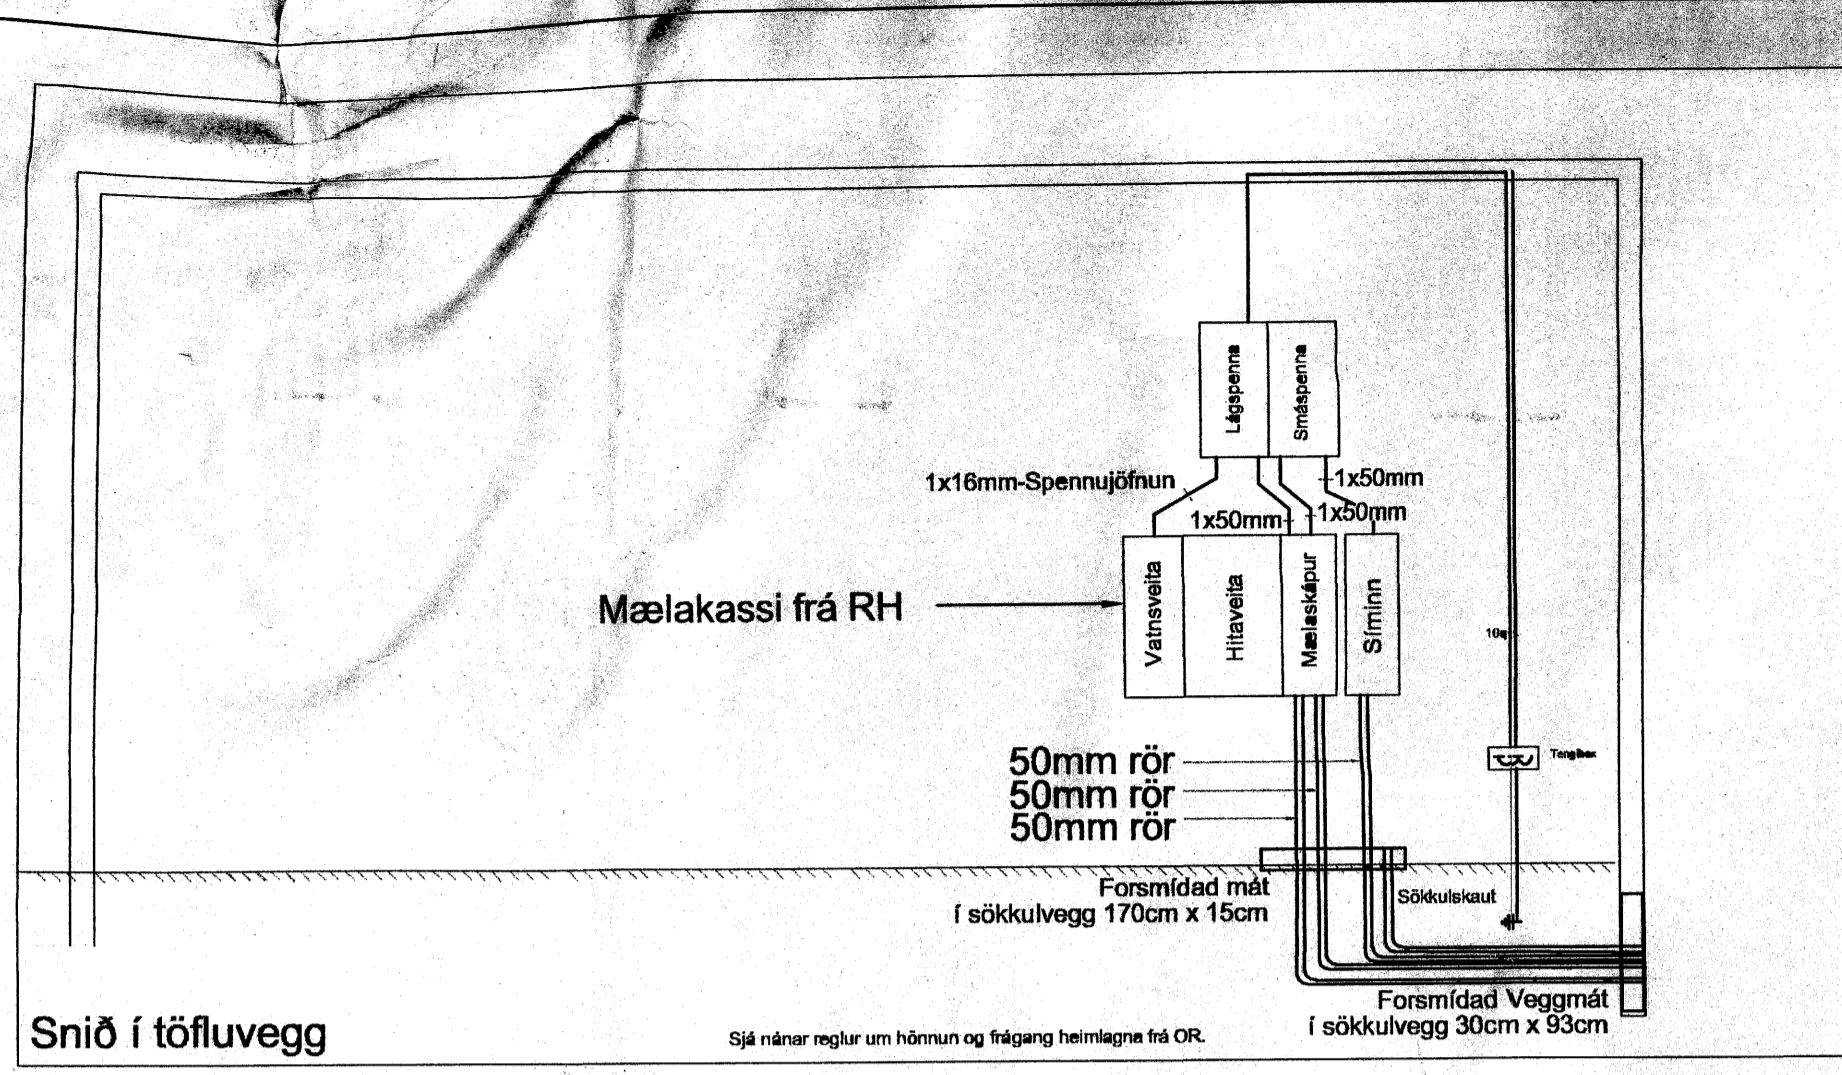 Lágspenna
Smáspenna
1x16mm-Spennujöfnun
1x50mm
1x50mm
1x50mm
Mælakassi frá RH
Vatnsveita
Hitaveita
Mælaskápur
Síminn
50mm rör
50mm rör
50mm rör
Tengibox
Forsmídad mát
í sökkulvegg 170cm x 15cm
Sökkulskaut
Forsmídad Veggmát
í sökkulvegg 30cm x 93cm
Snið í töfluvegg
Sjá nánar reglur um hönnun og frágang heimlagna frá OR.